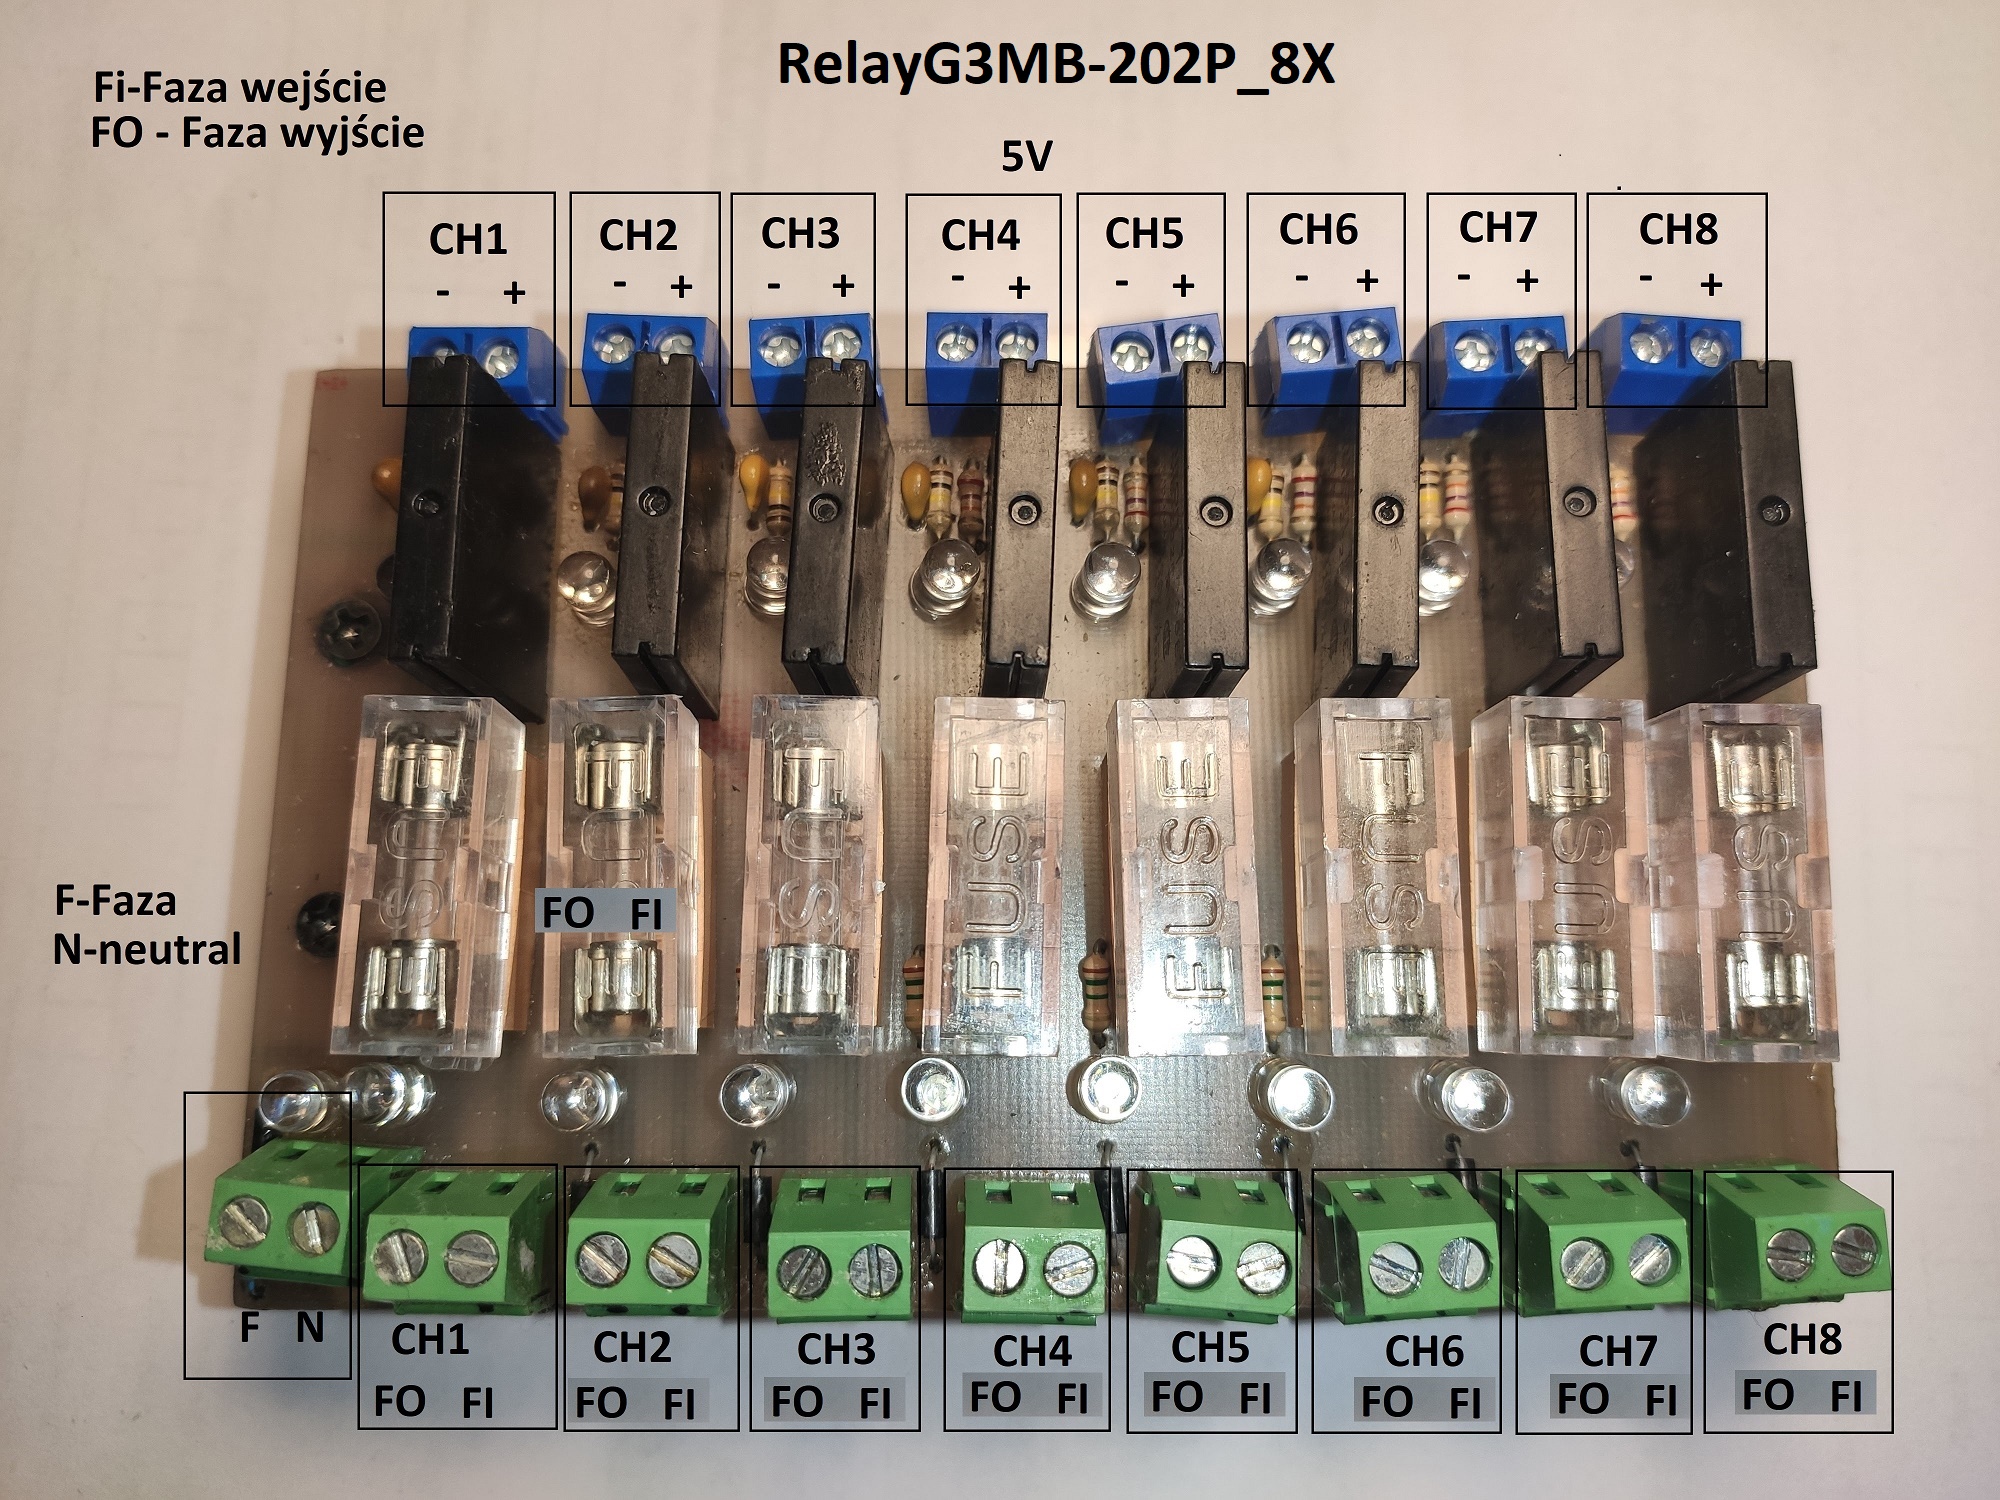 RelayG3MB-202P_8X
Fi-Faza wejście
FO - Faza wyjście
5V
CH1 CH2 CH3 CH4 CH5 CH6 CH7 CH8
- + - + - + - + - + - + - + - +
FUSE FUSE FUSE FUSE FUSE FUSE FUSE FUSE
F-Faza
N-neutral
FO FI
F N
CH1 CH2 CH3 CH4 CH5 CH6 CH7 CH8
FO FI FO FI FO FI FO FI FO FI FO FI FO FI FO FI